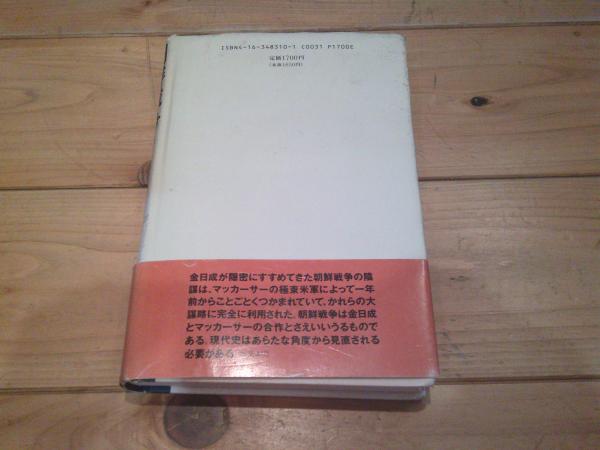 ISBN4-16-348310-1 C0031 P1700E
定価1700円
(本体1650円)
金日成が隠密にすすめてきた朝鮮戦争の陰
謀は、マッカーサーの極東米軍によって一年
前からことごとくつかまれていて、かれらの大
謀略に完全に利用された。朝鮮戦争は金日成
とマッカーサーの合作とさえいいうるもので
ある。現代史はあらたな角度から見直される
必要がある。